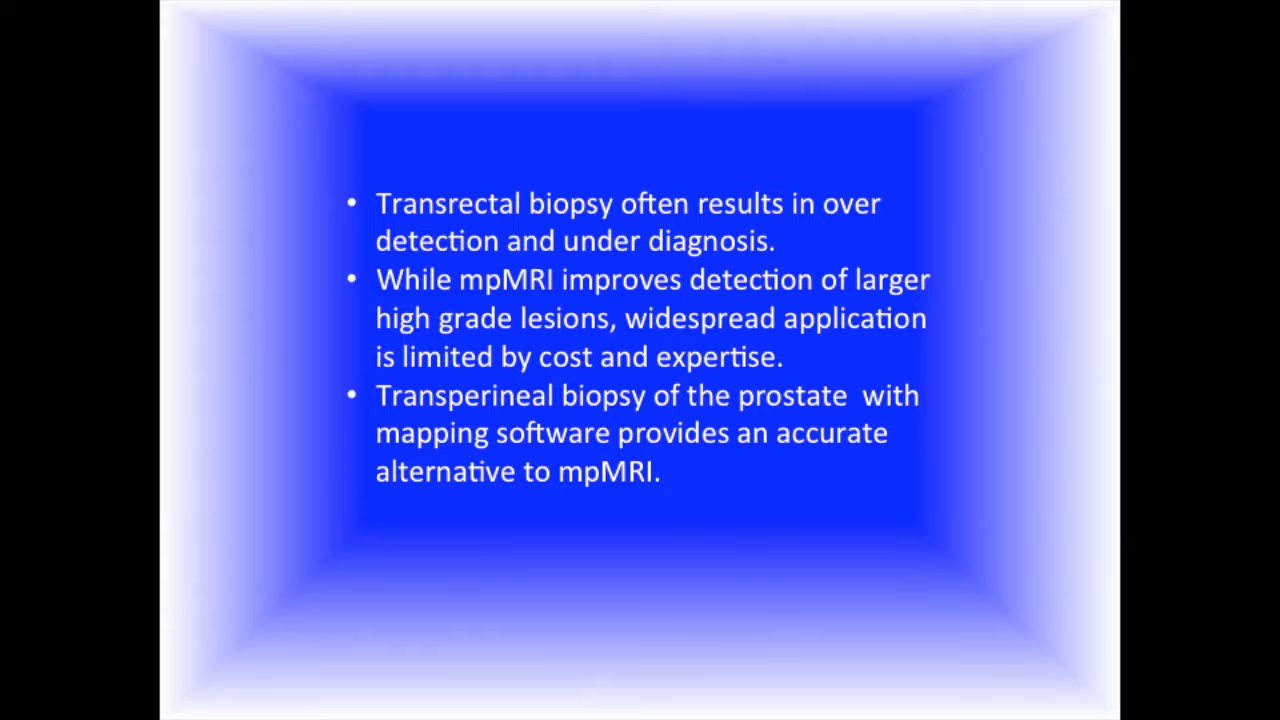 • Transrectal biopsy often results in over
detection and under diagnosis.
• While mpMRI improves detection of larger
high grade lesions, widespread application
is limited by cost and expertise.
• Transperineal biopsy of the prostate  with
mapping software provides an accurate
alternative to mpMRI.